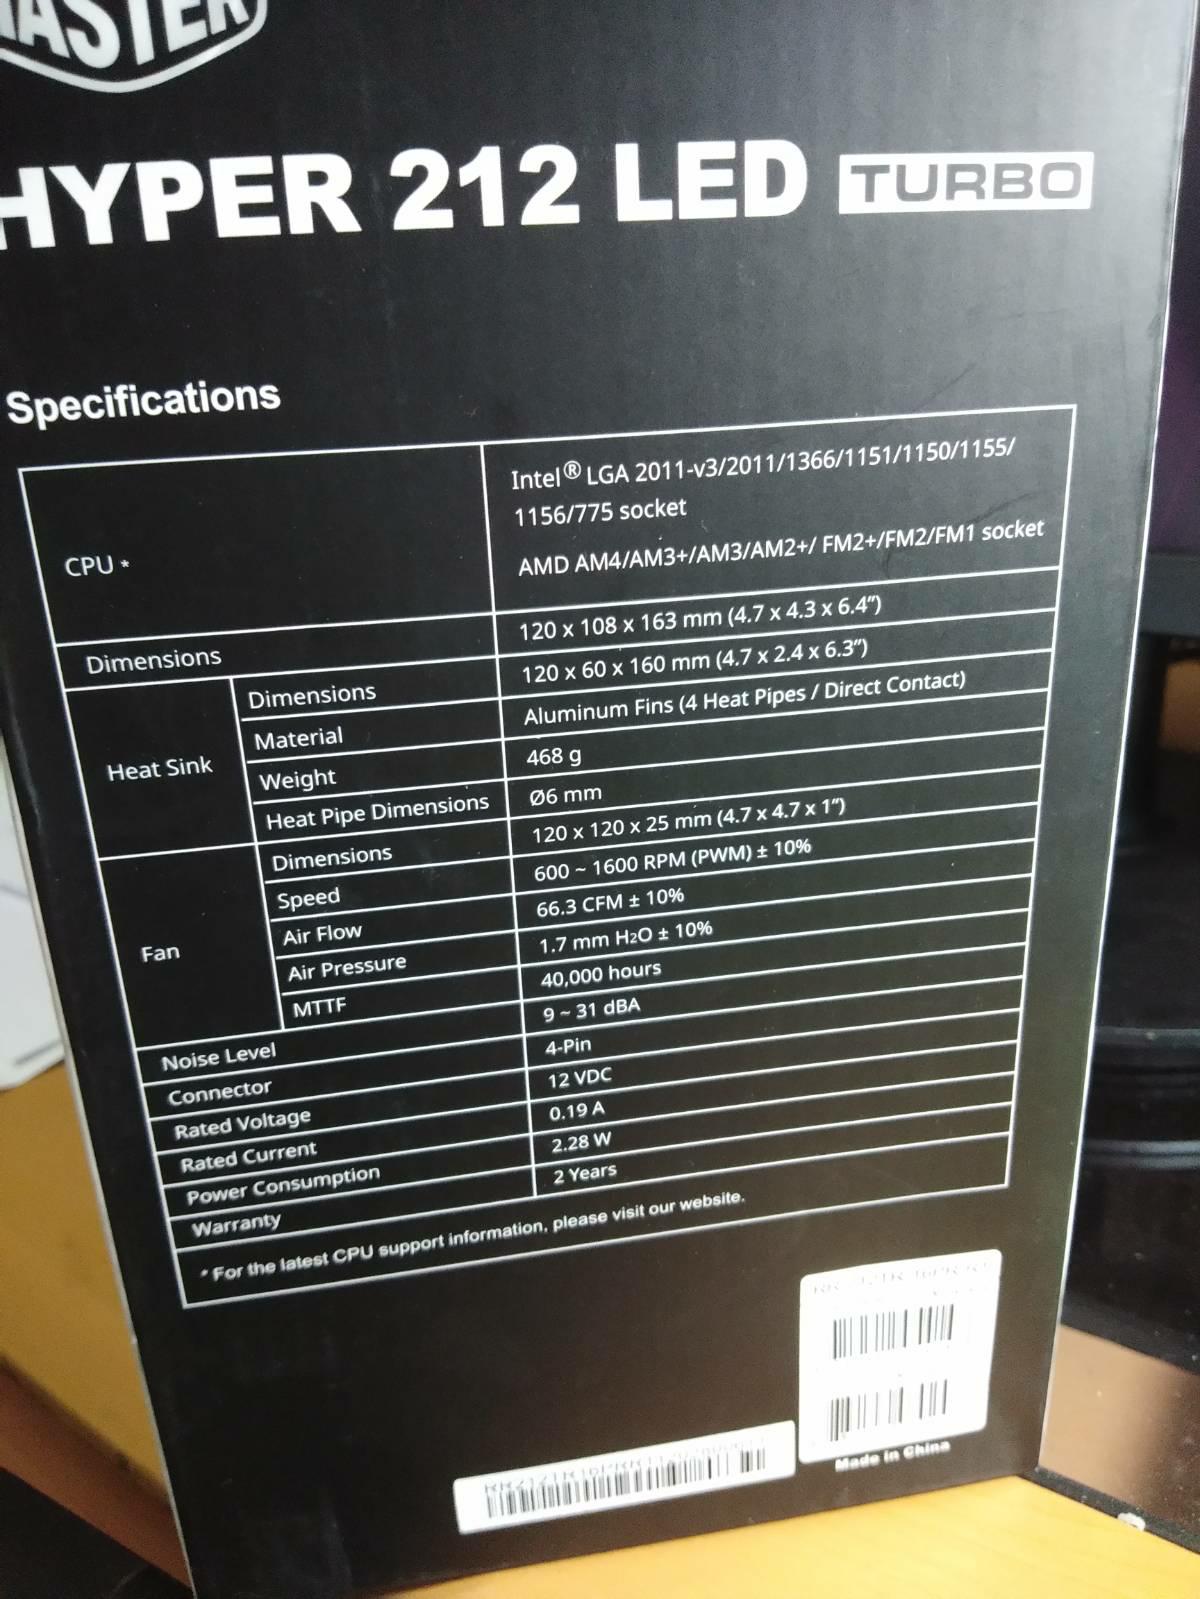 MASTER
HYPER 212 LED TURBO
Specifications
CPU *
Intel® LGA 2011-v3/2011/1366/1151/1150/1155/
1156/775 socket
AMD AM4/AM3+/AM3/AM2+/ FM2+/FM2/FM1 socket
Dimensions 120 x 108 x 163 mm (4.7 x 4.3 x 6.4")
Heat Sink
Dimensions 120 x 60 x 160 mm (4.7 x 2.4 x 6.3")
Material Aluminum Fins (4 Heat Pipes / Direct Contact)
Weight 468 g
Heat Pipe Dimensions Ø6 mm
Fan
Dimensions 120 x 120 x 25 mm (4.7 x 4.7 x 1")
Speed 600 ~ 1600 RPM (PWM) ± 10%
Air Flow 66.3 CFM ± 10%
Air Pressure 1.7 mm H2O ± 10%
MTTF 40,000 hours
Noise Level 9 ~ 31 dBA
Connector 4-Pin
Rated Voltage 12 VDC
Rated Current 0.19 A
Power Consumption 2.28 W
Warranty 2 Years
* For the latest CPU support information, please visit our website.
Made in China